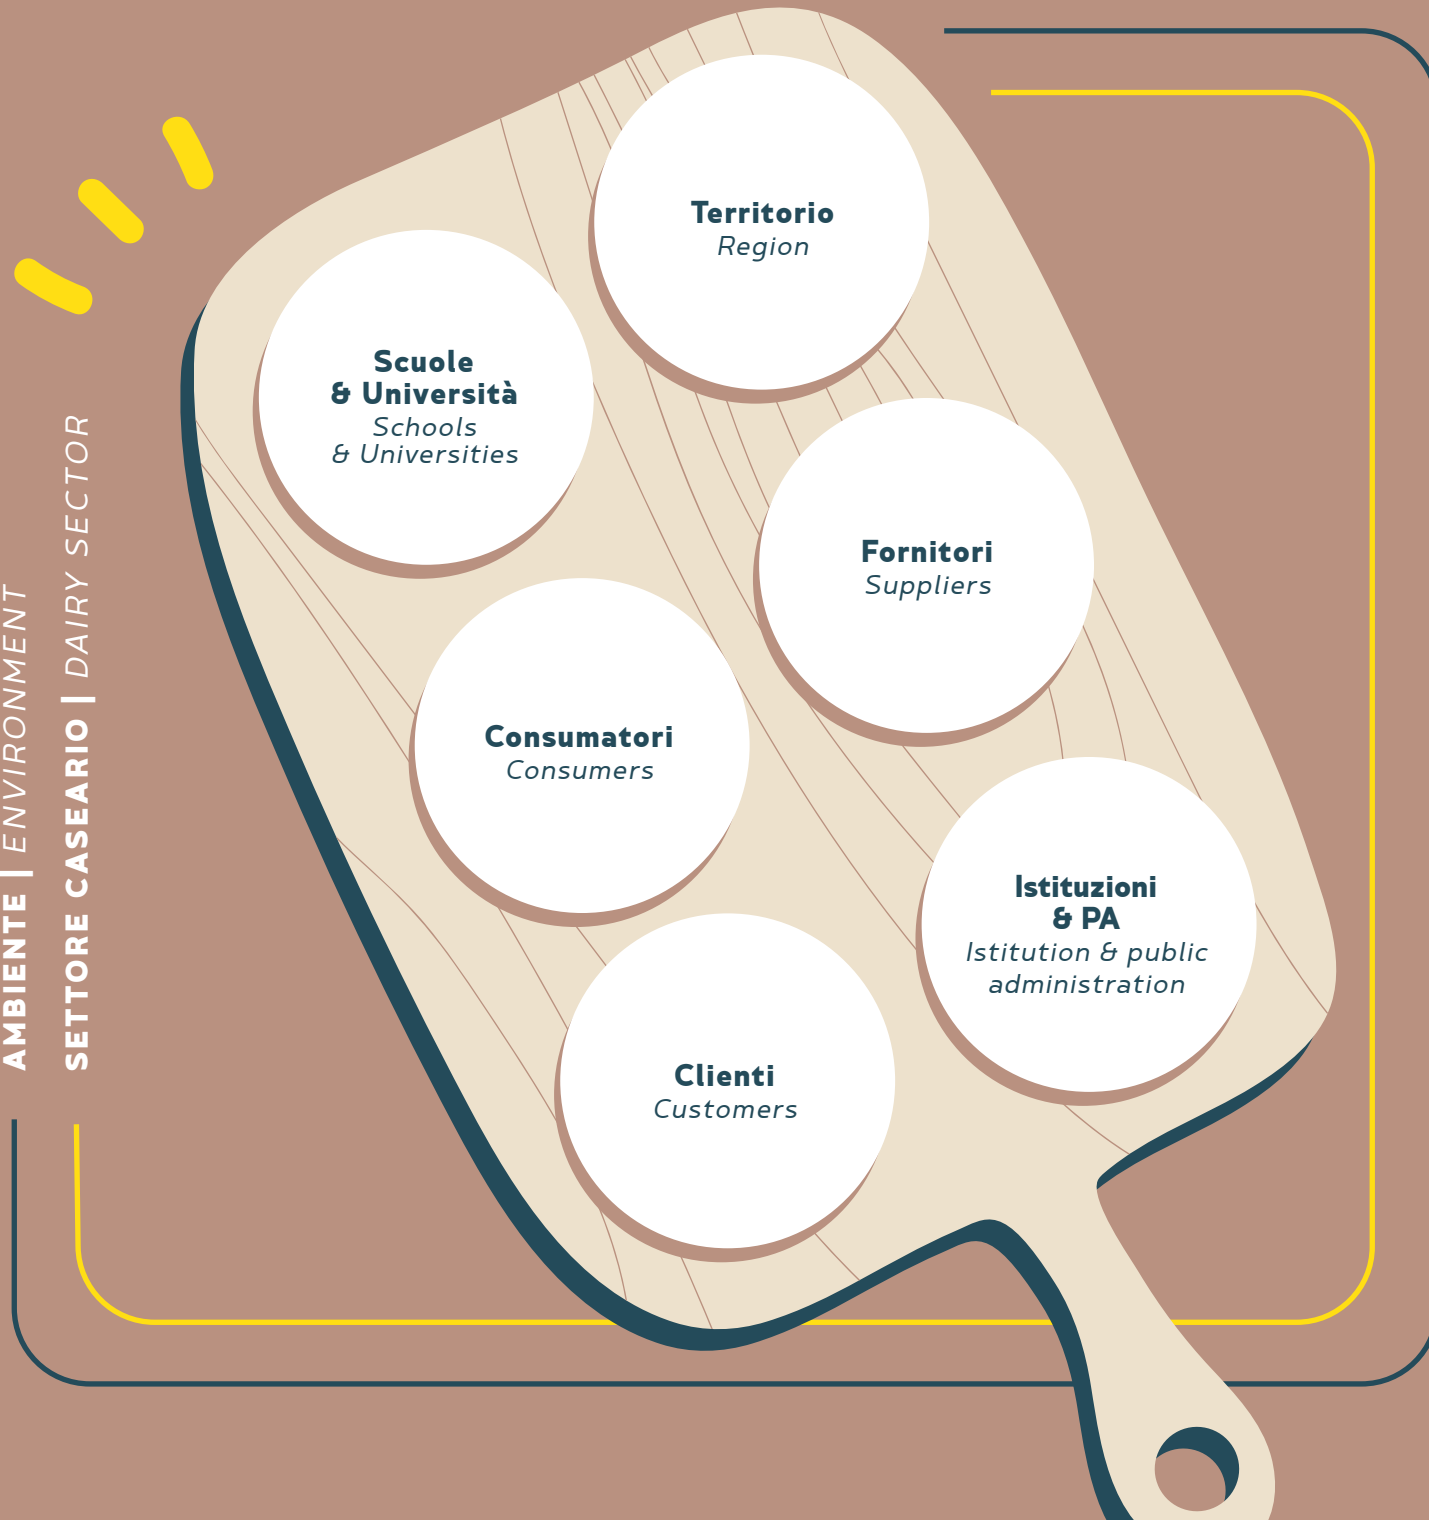 Territorio
Region
Scuole
& Università
Schools
& Universities
Fornitori
Suppliers
Consumatori
Consumers
Istituzioni
& PA
Istitution & public
administration
Clienti
Customers
AMBIENTE | ENVIRONMENT
SETTORE CASEARIO | DAIRY SECTOR